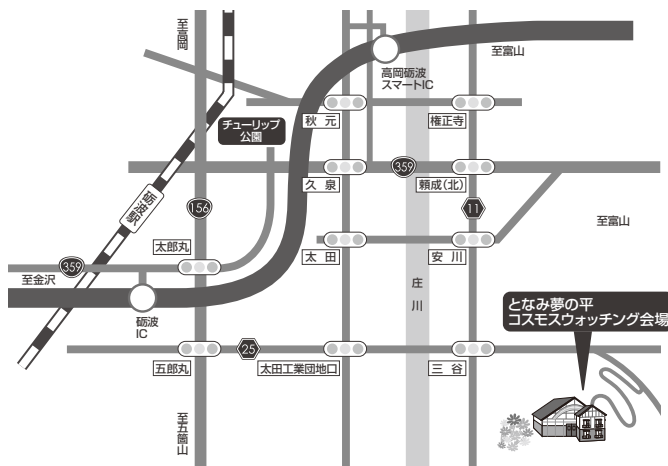 至高岡
至富山
高岡砺波
スマートIC
秋元
権正寺
チューリップ
公園
久泉
359
頼成(北)
砺波駅
156
11
至富山
太郎丸
太田
安川
359
至金沢
庄川
砺波
IC
となみ夢の平
コスモスウォッチング会場
五郎丸
25
太田工業団地口
三谷
至五箇山